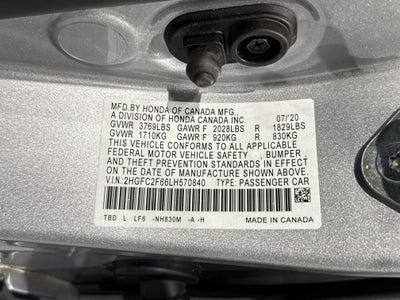 MFD.BY HONDA OF CANADA MFG.,
A DIVISION OF HONDA CANADA INC. 07/'20
GVWR 3769LBS GAWR F 2028LBS R 1829LBS
GVWR 1710KG GAWR F 920KG R 830KG
THIS VEHICLE CONFORMS TO ALL APPLICABLE
FEDERAL MOTOR VEHICLE SAFETY , BUMPER ,
AND THEFT PREVENTION STANDARDS IN EFFECT
ON THE DATE OF MANUFACTURE SHOWN ABOVE.
V.I.N:2HGFC2F66LH570840 TYPE:PASSENGER CAR
TBD L LF6 -NH830M -A -H MADE IN CANADA